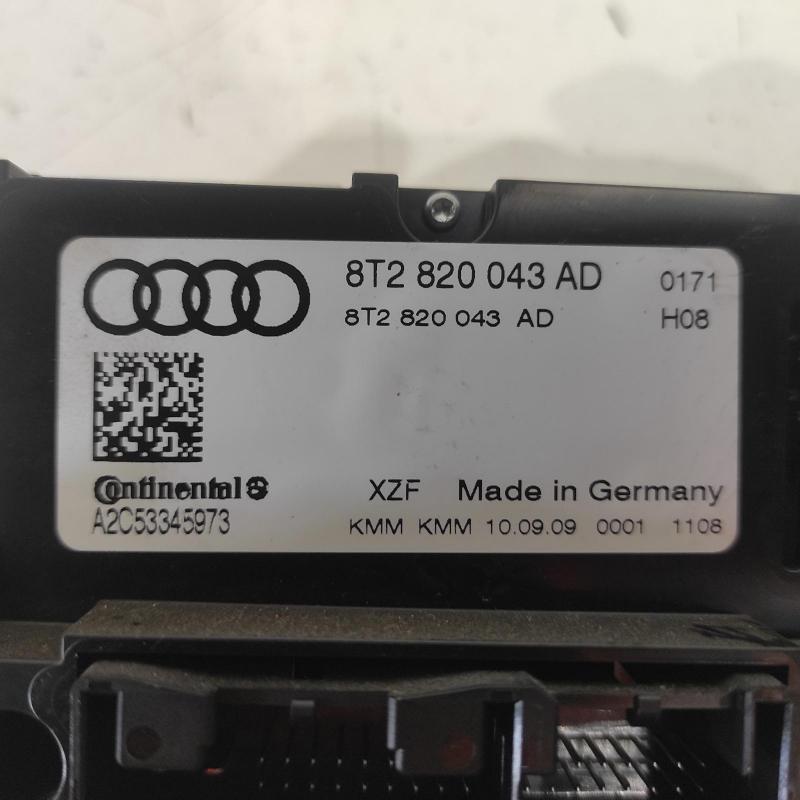 8T2 820 043 AD 0171
8T2 820 043 AD H08
Continental
A2C53345973
XZF Made in Germany
KMM KMM 10.09.09 0001 1108